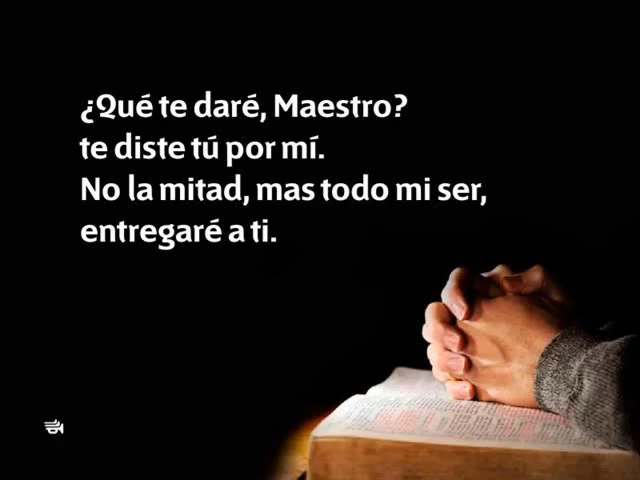 ¿Qué te daré, Maestro?
te diste tú por mí.
No la mitad, mas todo mi ser,
entregaré a ti.